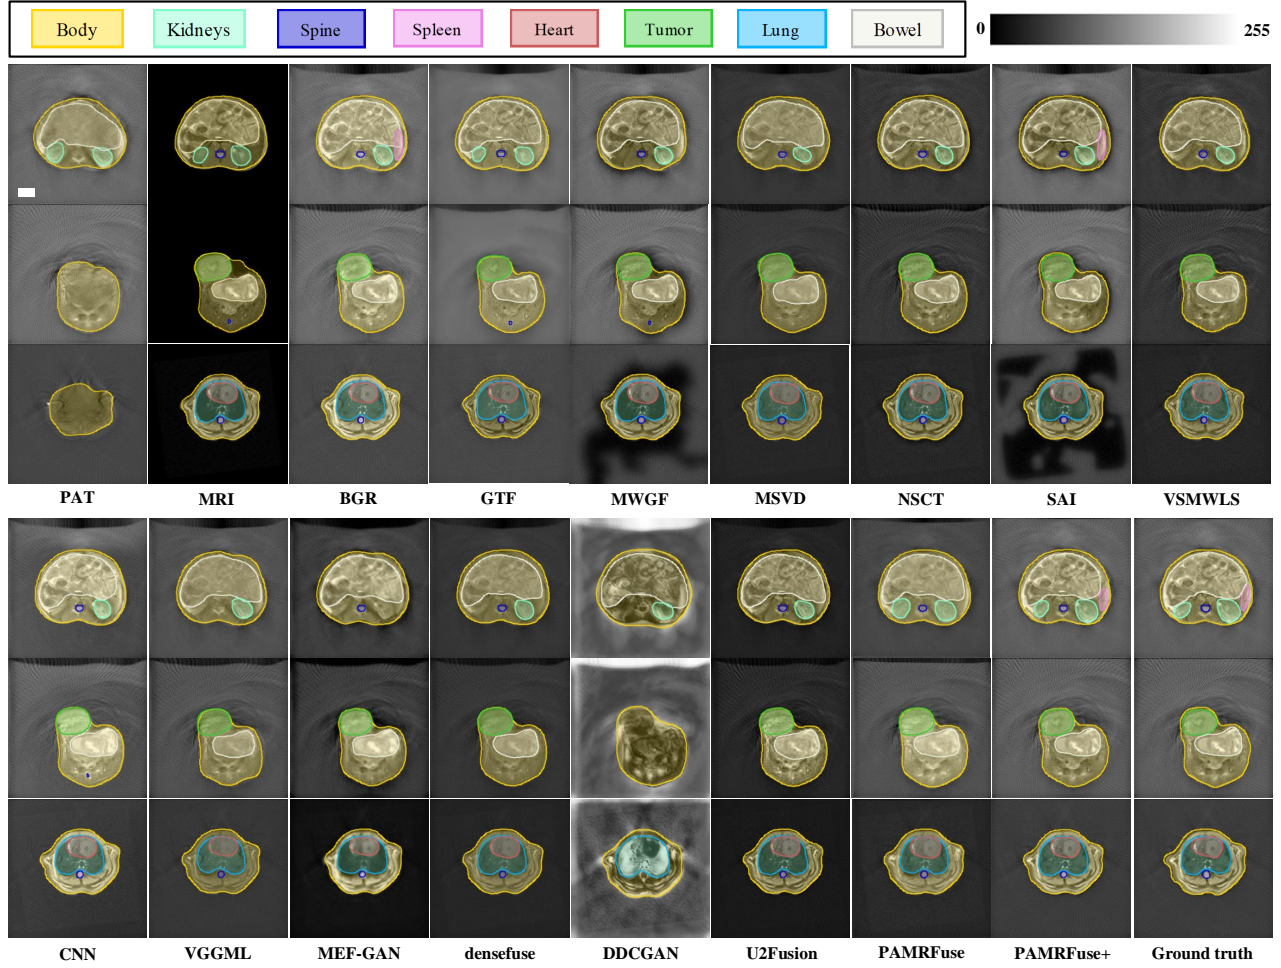 Body Kidneys Spine Spleen Heart Tumor Lung Bowel 0 255
PAT MRI BGR GTF MWGF MSVD NSCT SAI VSMWLS
CNN VGGML MEF-GAN densefuse DDCGAN U2Fusion PAMRFuse PAMRFuse+ Ground truth